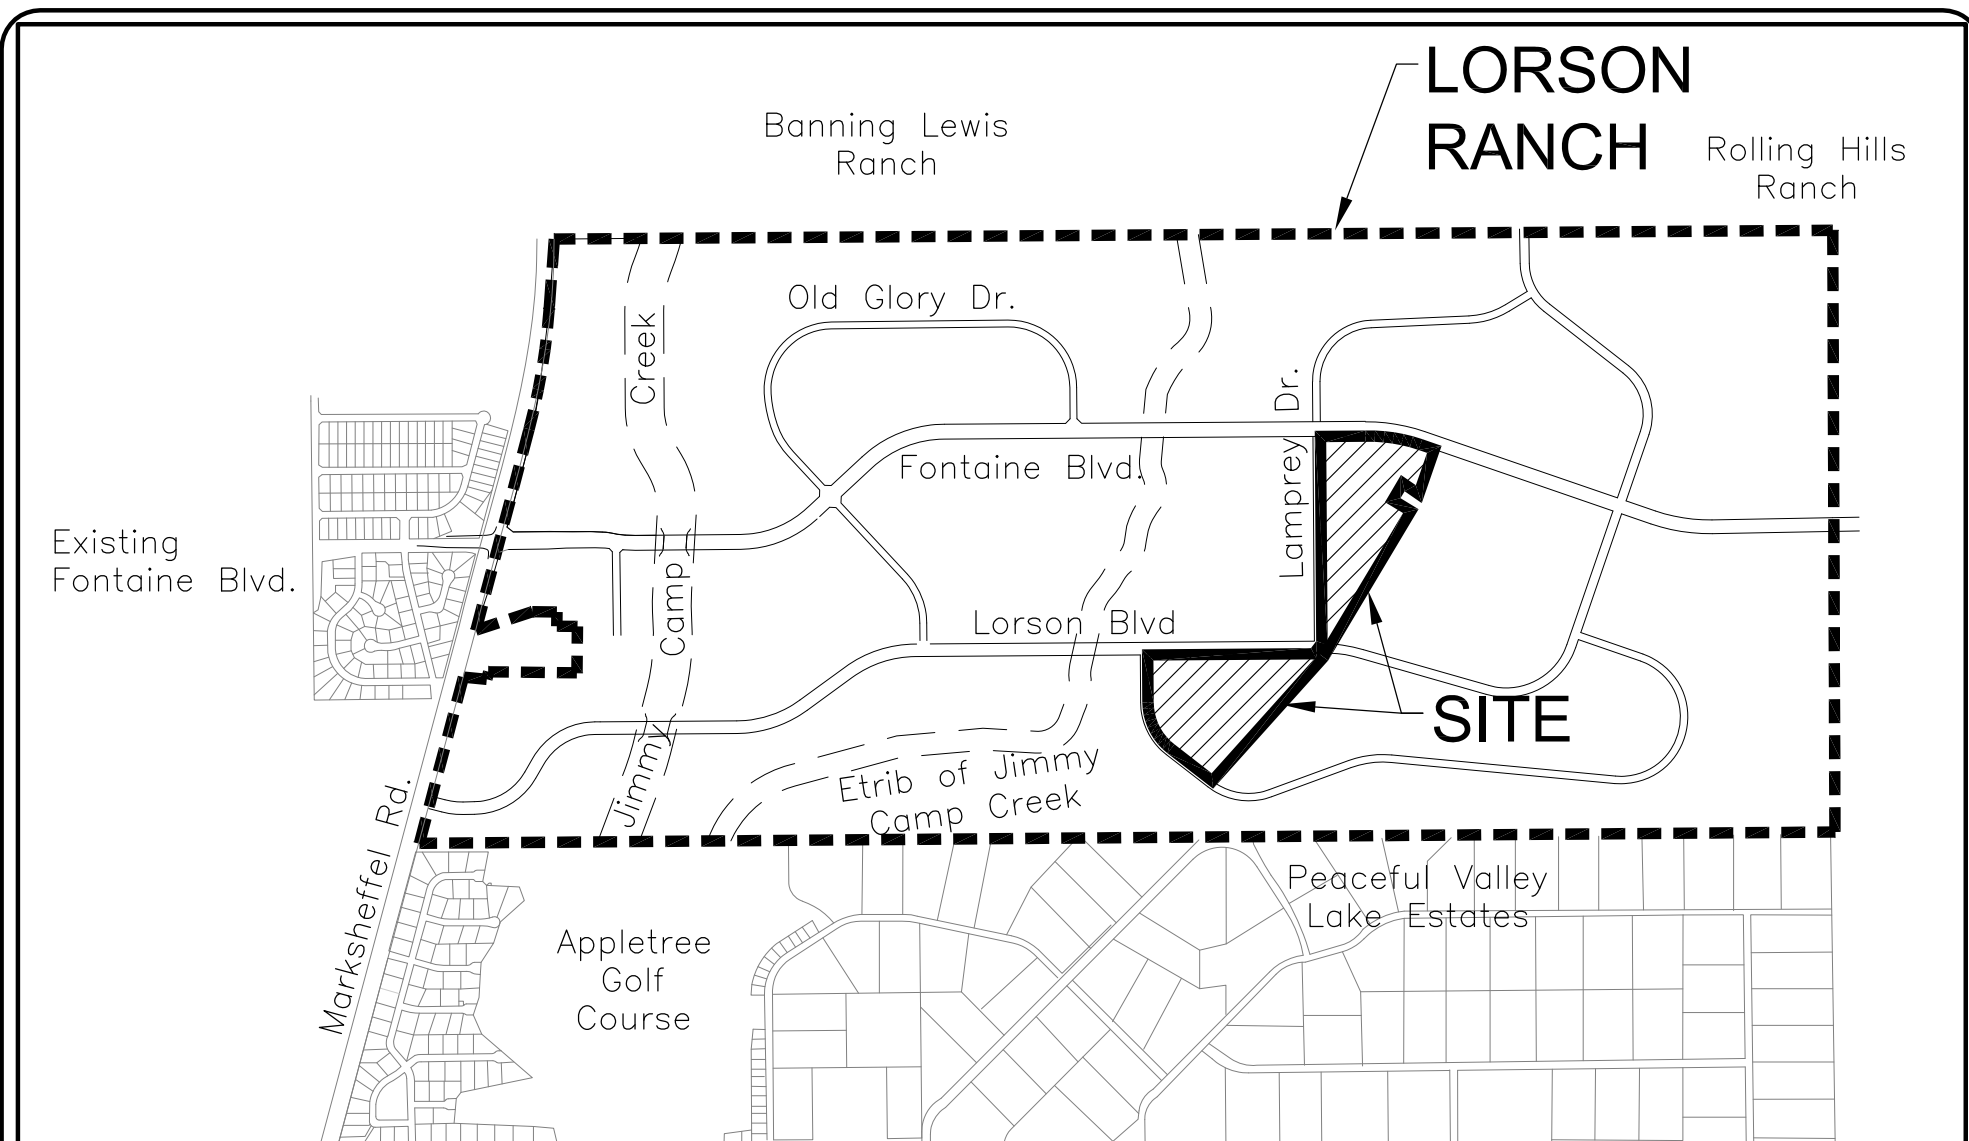 LORSON
RANCH
Banning Lewis
Ranch
Rolling Hills
Ranch
Old Glory Dr.
Creek
Lamprey Dr.
Fontaine Blvd.
Existing
Fontaine Blvd.
Camp
Lorson Blvd
SITE
Jimmy
Etrib of Jimmy
Camp Creek
Marksheffel Rd.
Peaceful Valley
Lake Estates
Appletree
Golf
Course